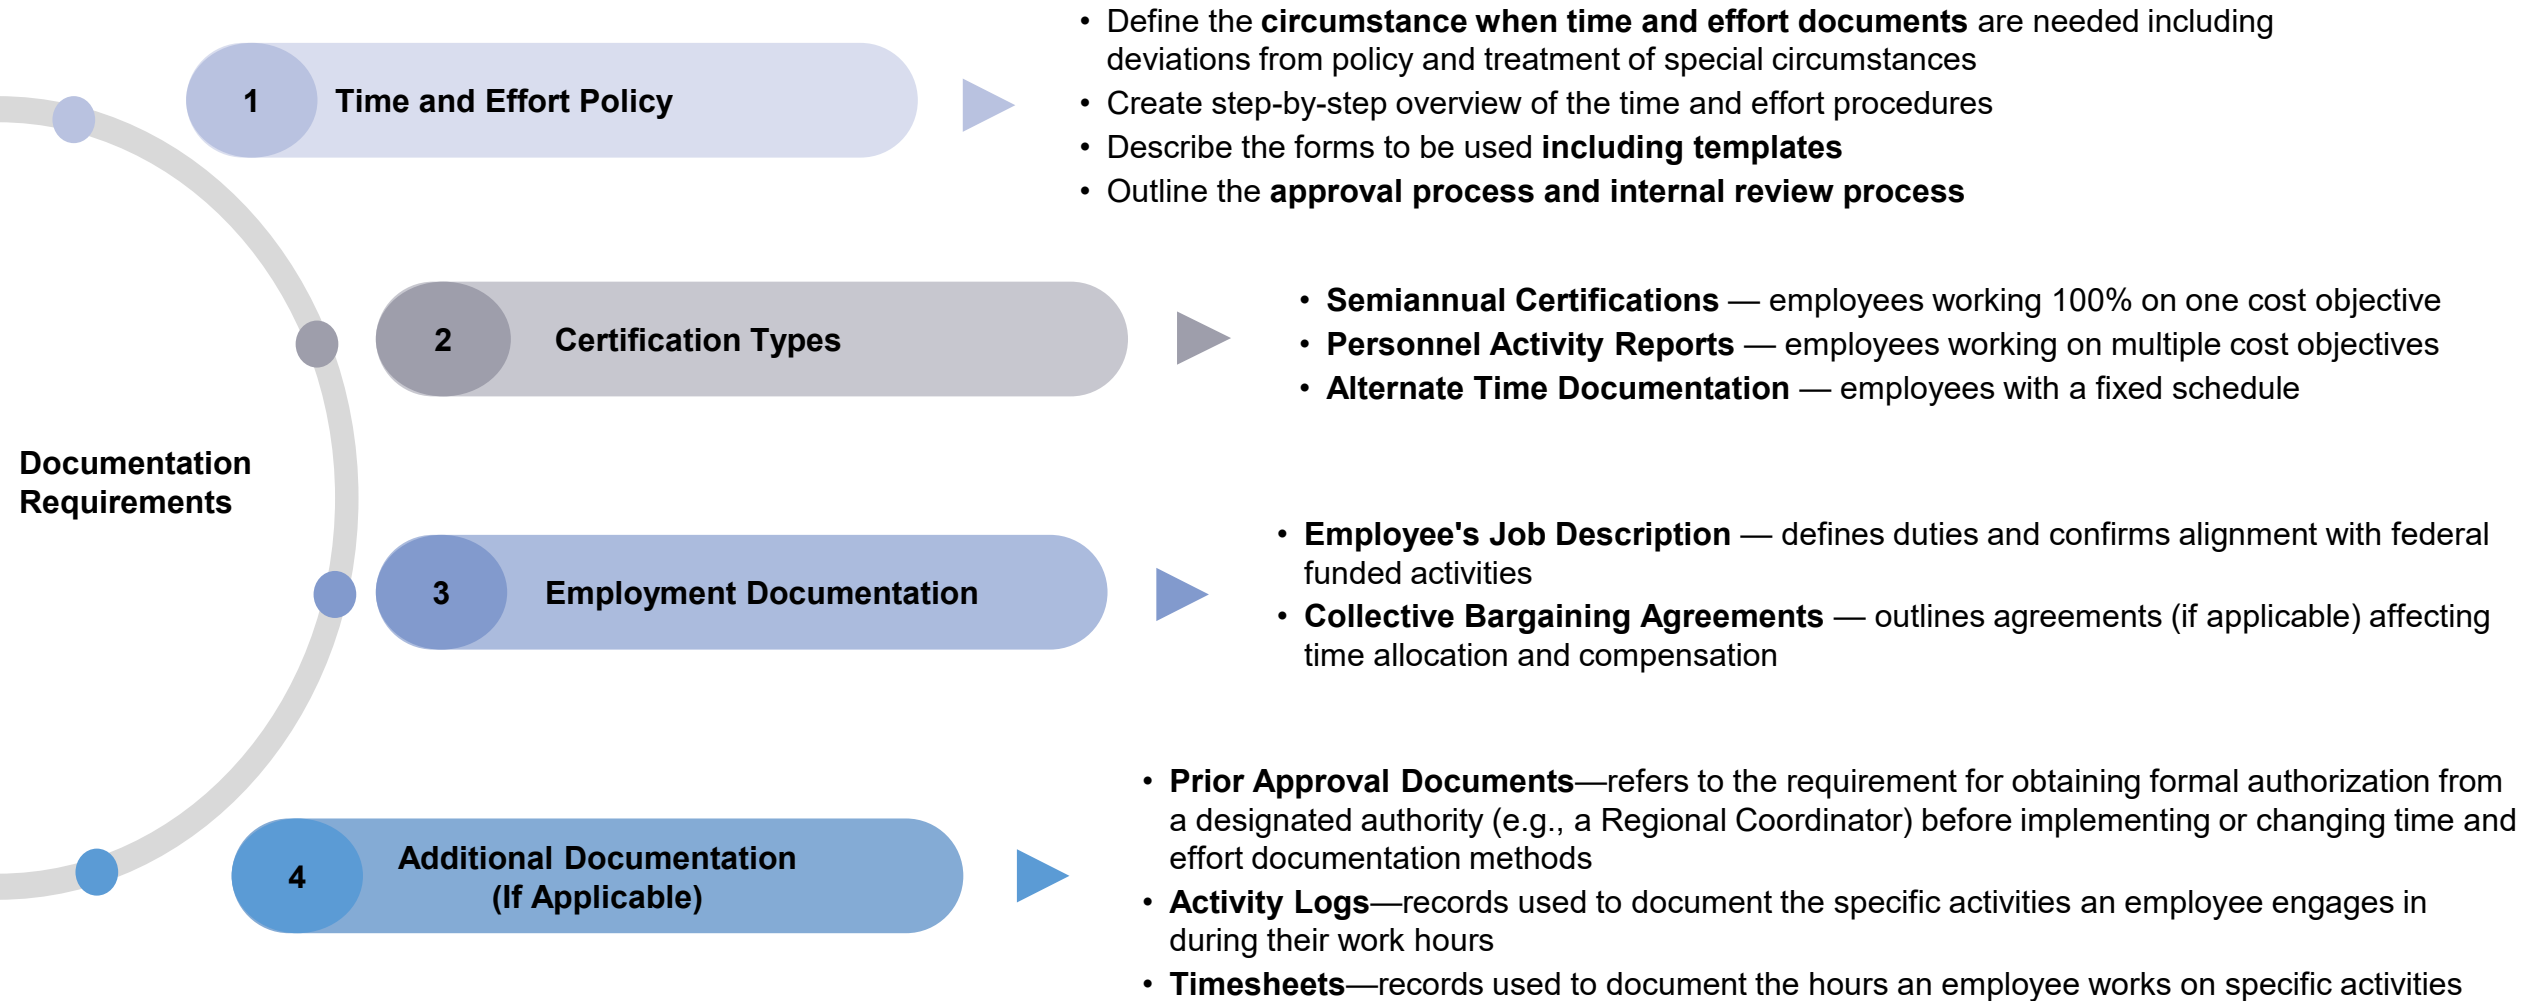 Documentation
Requirements
1 Time and Effort Policy
• Define the circumstance when time and effort documents are needed including
deviations from policy and treatment of special circumstances
• Create step-by-step overview of the time and effort procedures
• Describe the forms to be used including templates
• Outline the approval process and internal review process
2 Certification Types
• Semiannual Certifications — employees working 100% on one cost objective
• Personnel Activity Reports — employees working on multiple cost objectives
• Alternate Time Documentation — employees with a fixed schedule
3 Employment Documentation
• Employee's Job Description — defines duties and confirms alignment with federal
funded activities
• Collective Bargaining Agreements — outlines agreements (if applicable) affecting
time allocation and compensation
4 Additional Documentation
(If Applicable)
• Prior Approval Documents—refers to the requirement for obtaining formal authorization from
a designated authority (e.g., a Regional Coordinator) before implementing or changing time and
effort documentation methods
• Activity Logs—records used to document the specific activities an employee engages in
during their work hours
• Timesheets—records used to document the hours an employee works on specific activities